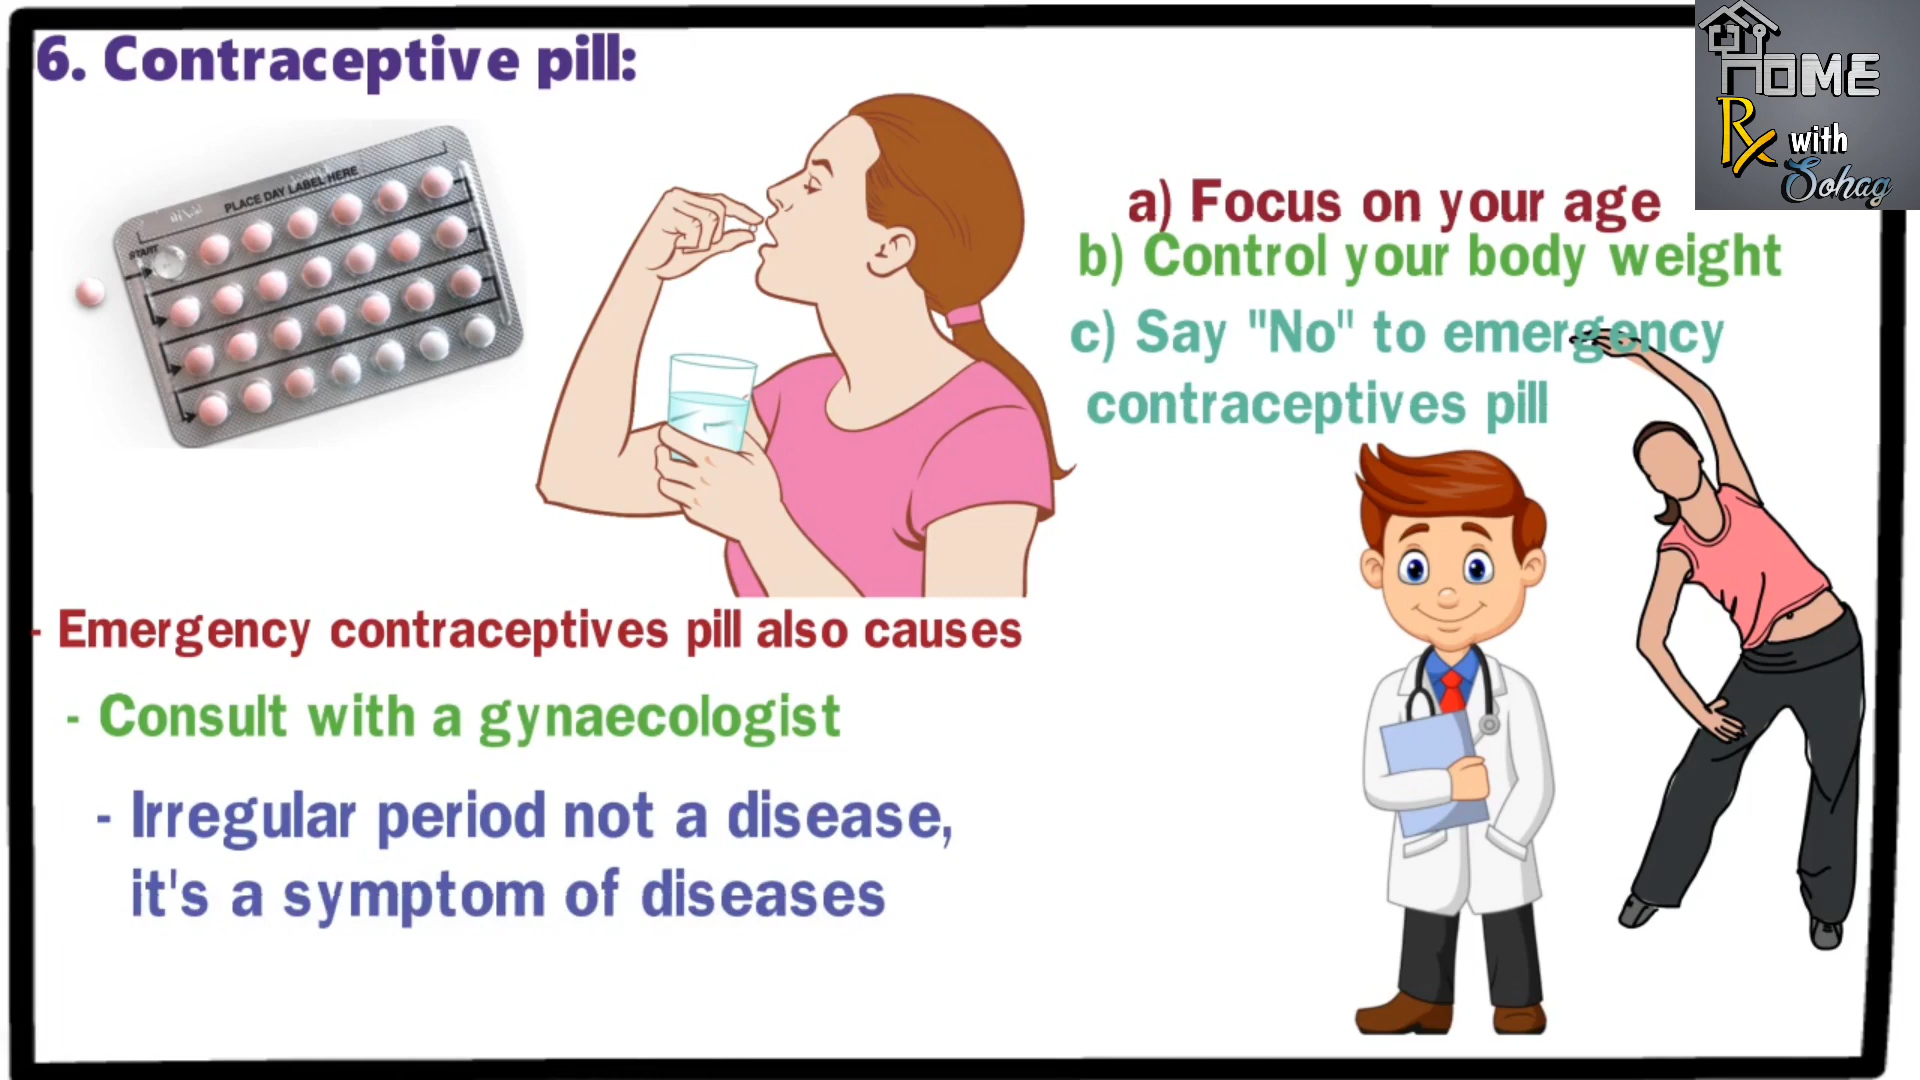 6. Contraceptive pill:
HOME
Rx with
Sohag
PLACE DAY LABEL HERE
START
a) Focus on your age
b) Control your body weight
c) Say "No" to emergency
contraceptives pill
- Emergency contraceptives pill also causes
- Consult with a gynaecologist
- Irregular period not a disease,
it's a symptom of diseases